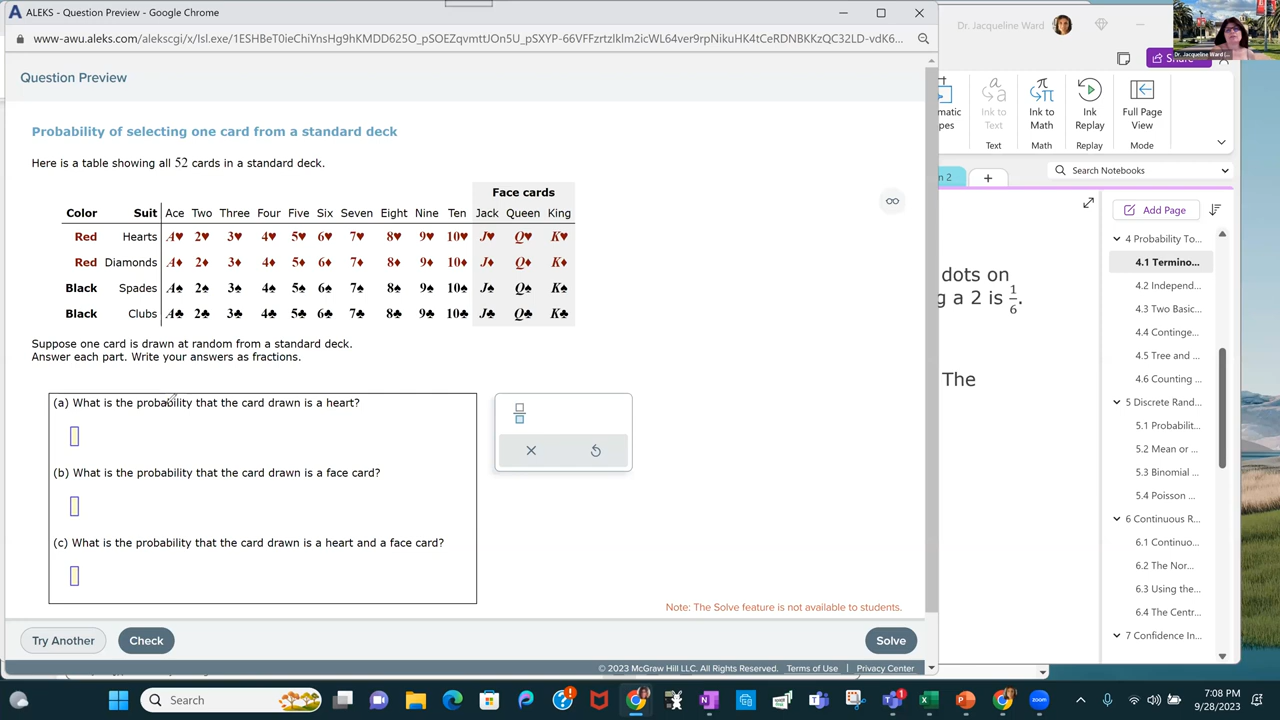 ALEKS - Question Preview - Google Chrome
www-awu.aleks.com/alekscgi/x/Isl.exe/
Question Preview
Probability of selecting one card from a standard deck
Here is a table showing all 52 cards in a standard deck.
Face cards
Color Suit Ace Two Three Four Five Six Seven Eight Nine Ten Jack Queen King
Red Hearts A♥ 2♥ 3♥ 4♥ 5♥ 6♥ 7♥ 8♥ 9♥ 10♥ J♥ Q♥ K♥
Red Diamonds A♦ 2♦ 3♦ 4♦ 5♦ 6♦ 7♦ 8♦ 9♦ 10♦ J♦ Q♦ K♦
Black Spades A♠ 2♠ 3♠ 4♠ 5♠ 6♠ 7♠ 8♠ 9♠ 10♠ J♠ Q♠ K♠
Black Clubs A♣ 2♣ 3♣ 4♣ 5♣ 6♣ 7♣ 8♣ 9♣ 10♣ J♣ Q♣ K♣
Suppose one card is drawn at random from a standard deck.
Answer each part. Write your answers as fractions.
(a) What is the probability that the card drawn is a heart?
(b) What is the probability that the card drawn is a face card?
(c) What is the probability that the card drawn is a heart and a face card?
Note: The Solve feature is not available to students.
Try Another
Check
Solve
© 2023 McGraw Hill LLC. All Rights Reserved. Terms of Use | Privacy Center
Dr. Jacqueline Ward
Dr. Jacqueline Ward (...
Share
matic
pes
Ink to
Text
Ink to
Math
Ink
Replay
Full Page
View
Text
Math
Replay
Mode
n 2
Search Notebooks
Add Page
dots on
g a 2 is 1/6.
The
4 Probability To...
4.1 Termino...
4.2 Independ...
4.3 Two Basic...
4.4 Continge...
4.5 Tree and ...
4.6 Counting ...
5 Discrete Rand...
5.1 Probabilit...
5.2 Mean or ...
5.3 Binomial ...
5.4 Poisson ...
6 Continuous R...
6.1 Continuo...
6.2 The Nor...
6.3 Using the...
6.4 The Centr...
7 Confidence In...
Search
7:08 PM
9/28/2023